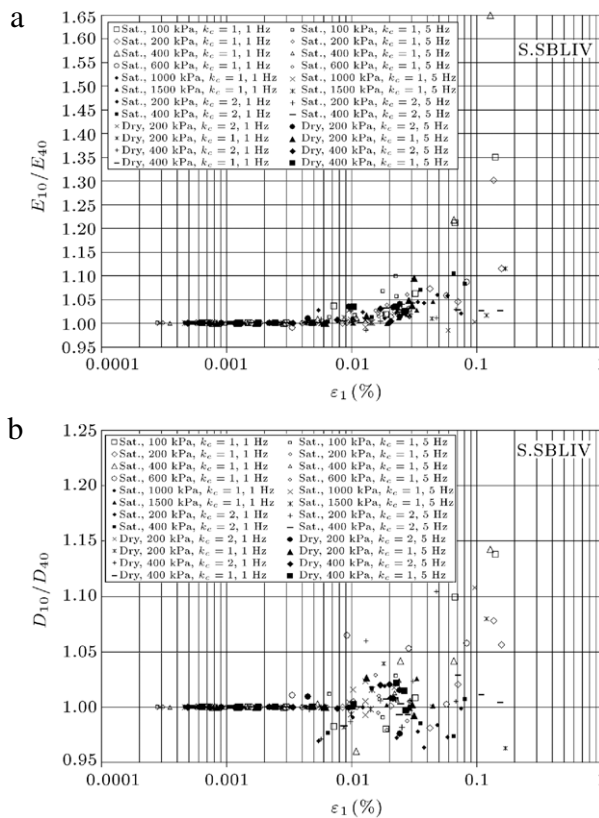 a
1.65
1.60
1.55
1.50
1.45
1.40
1.35
1.30
1.25
1.20
1.15
1.10
1.05
1.00
0.95
E10/E40
S.SBLIV
Sat., 100 kPa, kc = 1, 1 Hz Sat., 100 kPa, kc = 1, 5 Hz
Sat., 200 kPa, kc = 1, 1 Hz Sat., 200 kPa, kc = 1, 5 Hz
Sat., 400 kPa, kc = 1, 1 Hz Sat., 400 kPa, kc = 1, 5 Hz
Sat., 600 kPa, kc = 1, 1 Hz Sat., 600 kPa, kc = 1, 5 Hz
Sat., 1000 kPa, kc = 1, 1 Hz Sat., 1000 kPa, kc = 1, 5 Hz
Sat., 1500 kPa, kc = 1, 1 Hz Sat., 1500 kPa, kc = 1, 5 Hz
Sat., 200 kPa, kc = 2, 1 Hz Sat., 200 kPa, kc = 2, 5 Hz
Sat., 400 kPa, kc = 2, 1 Hz Sat., 400 kPa, kc = 2, 5 Hz
Dry, 200 kPa, kc = 2, 1 Hz Dry, 200 kPa, kc = 2, 5 Hz
Dry, 200 kPa, kc = 1, 1 Hz Dry, 200 kPa, kc = 1, 5 Hz
Dry, 400 kPa, kc = 2, 1 Hz Dry, 400 kPa, kc = 2, 5 Hz
Dry, 400 kPa, kc = 1, 1 Hz Dry, 400 kPa, kc = 1, 5 Hz
0.0001 0.001 0.01 0.1 1
ε1(%)
b
1.25
1.20
1.15
1.10
1.05
1.00
0.95
D10/D40
S.SBLIV
Sat., 100 kPa, kc = 1, 1 Hz Sat., 100 kPa, kc = 1, 5 Hz
Sat., 200 kPa, kc = 1, 1 Hz Sat., 200 kPa, kc = 1, 5 Hz
Sat., 400 kPa, kc = 1, 1 Hz Sat., 400 kPa, kc = 1, 5 Hz
Sat., 600 kPa, kc = 1, 1 Hz Sat., 600 kPa, kc = 1, 5 Hz
Sat., 1000 kPa, kc = 1, 1 Hz Sat., 1000 kPa, kc = 1, 5 Hz
Sat., 1500 kPa, kc = 1, 1 Hz Sat., 1500 kPa, kc = 1, 5 Hz
Sat., 200 kPa, kc = 2, 1 Hz Sat., 200 kPa, kc = 2, 5 Hz
Sat., 400 kPa, kc = 2, 1 Hz Sat., 400 kPa, kc = 2, 5 Hz
Dry, 200 kPa, kc = 2, 1 Hz Dry, 200 kPa, kc = 2, 5 Hz
Dry, 200 kPa, kc = 1, 1 Hz Dry, 200 kPa, kc = 1, 5 Hz
Dry, 400 kPa, kc = 2, 1 Hz Dry, 400 kPa, kc = 2, 5 Hz
Dry, 400 kPa, kc = 1, 1 Hz Dry, 400 kPa, kc = 1, 5 Hz
0.0001 0.001 0.01 0.1 1
ε1(%)